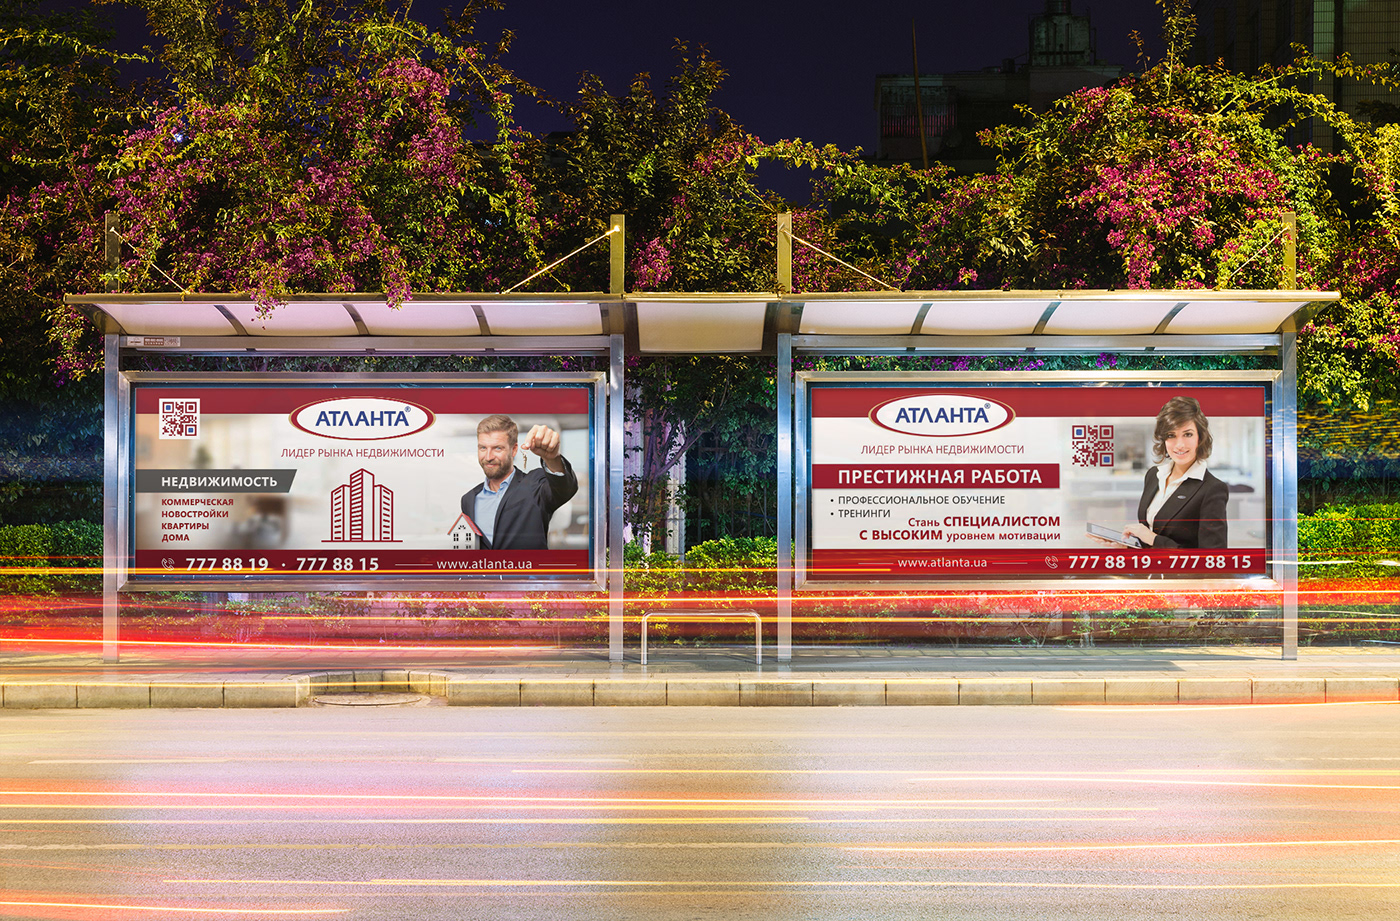 АТЛАНТА®
ЛИДЕР РЫНКА НЕДВИЖИМОСТИ
НЕДВИЖИМОСТЬ
КОММЕРЧЕСКАЯ
НОВОСТРОЙКИ
КВАРТИРЫ
ДОМА
777 88 19 · 777 88 15
www.atlanta.ua
АТЛАНТА®
ЛИДЕР РЫНКА НЕДВИЖИМОСТИ
ПРЕСТИЖНАЯ РАБОТА
• ПРОФЕССИОНАЛЬНОЕ ОБУЧЕНИЕ
• ТРЕНИНГИ
Стань СПЕЦИАЛИСТОМ
С ВЫСОКИМ уровнем мотивации
www.atlanta.ua
777 88 19 · 777 88 15